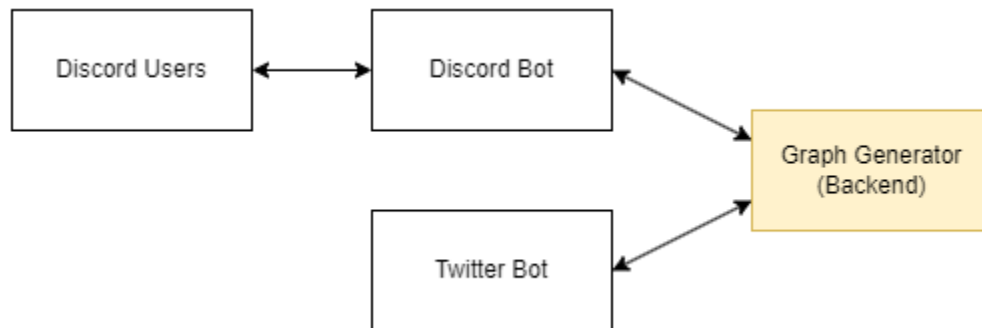 Discord Users
Discord Bot
Graph Generator
(Backend)
Twitter Bot